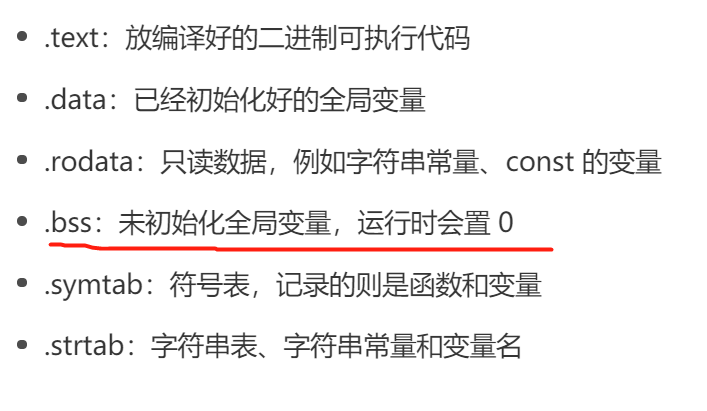 .text：放编译好的二进制可执行代码
.data：已经初始化好的全局变量
.rodata：只读数据，例如字符串常量、const 的变量
.bss：未初始化全局变量，运行时会置 0
.symtab：符号表，记录的则是函数和变量
.strtab：字符串表、字符串常量和变量名